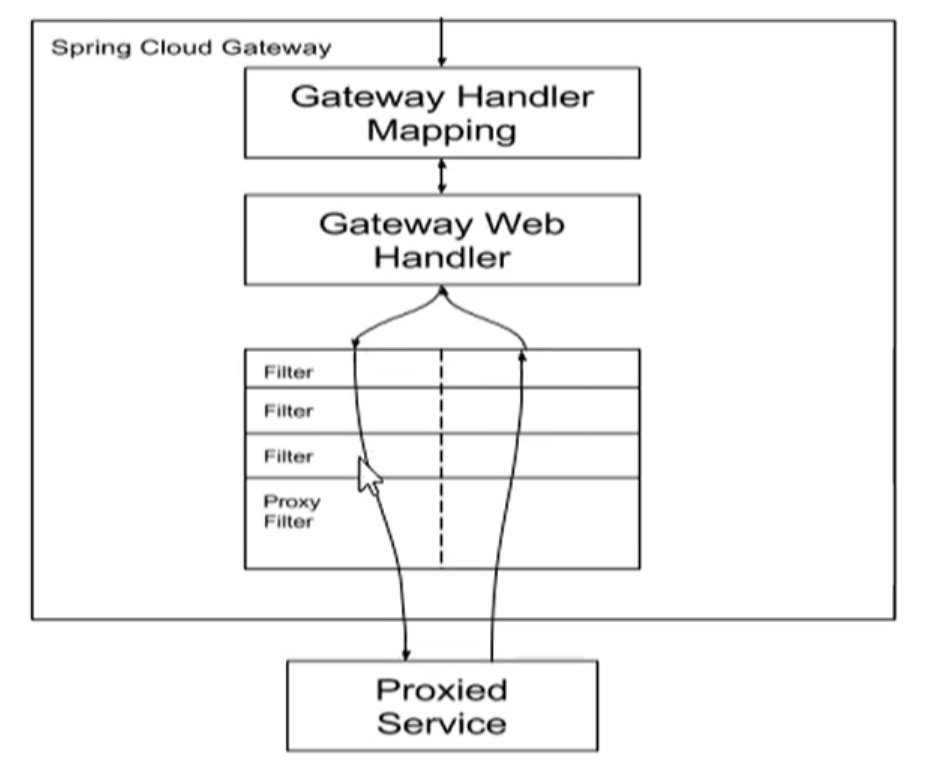 Spring Cloud Gateway
Gateway Handler
Mapping
Gateway Web
Handler
Filter
Filter
Filter
Proxy
Filter
Proxied
Service